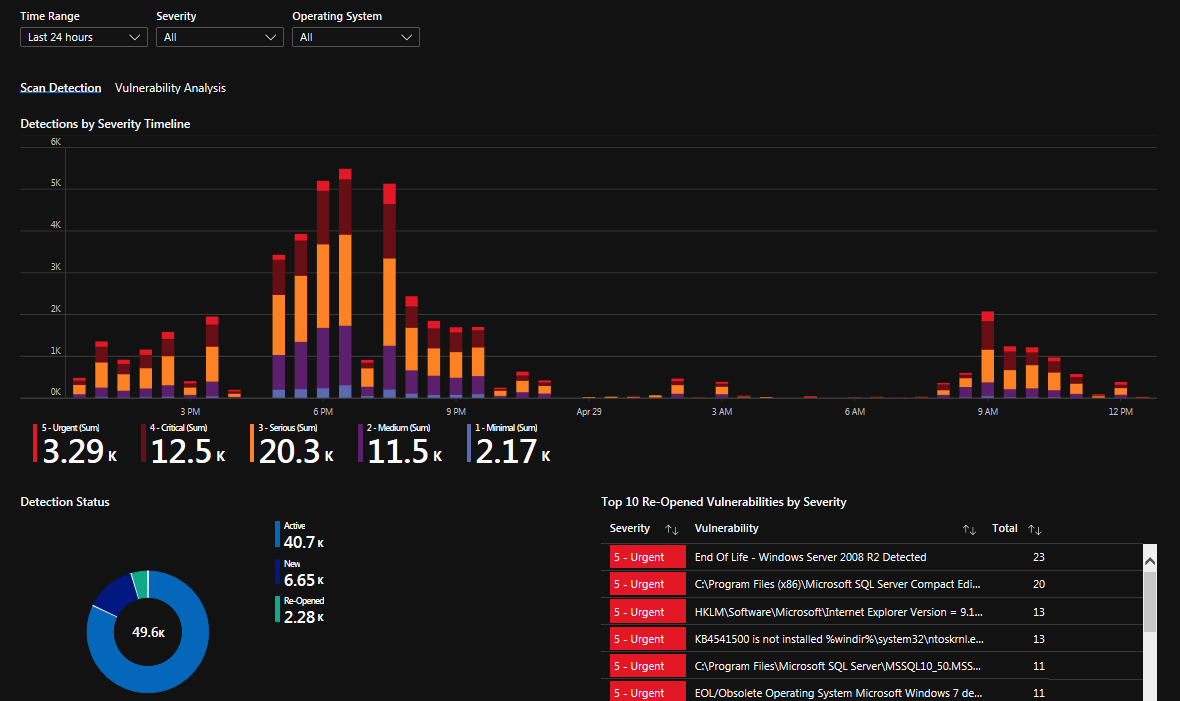 Time Range Severity Operating System
Last 24 hours All All
Scan Detection Vulnerability Analysis
Detections by Severity Timeline
6K
5K
4K
3K
2K
1K
0K
3 PM 6 PM 9 PM Apr 29 3 AM 6 AM 9 AM 12 PM
5 - Urgent (Sum) 4 - Critical (Sum) 3 - Serious (Sum) 2 - Medium (Sum) 1 - Minimal (Sum)
3.29 K 12.5 K 20.3 K 11.5 K 2.17 K
Detection Status
Active
40.7 K
New
6.65 K
Re-Opened
2.28 K
49.6K
Top 10 Re-Opened Vulnerabilities by Severity
Severity ↑↓ Vulnerability ↑↓ Total ↑↓
5 - Urgent End Of Life - Windows Server 2008 R2 Detected 23
5 - Urgent C:\Program Files (x86)\Microsoft SQL Server Compact Edi... 20
5 - Urgent HKLM\Software\Microsoft\Internet Explorer Version = 9.1... 13
5 - Urgent KB4541500 is not installed %windir%\system32\ntoskrnl.e... 13
5 - Urgent C:\Program Files\Microsoft SQL Server\MSSQL10_50.MSS... 11
5 - Urgent EOL/Obsolete Operating System Microsoft Windows 7 de... 11